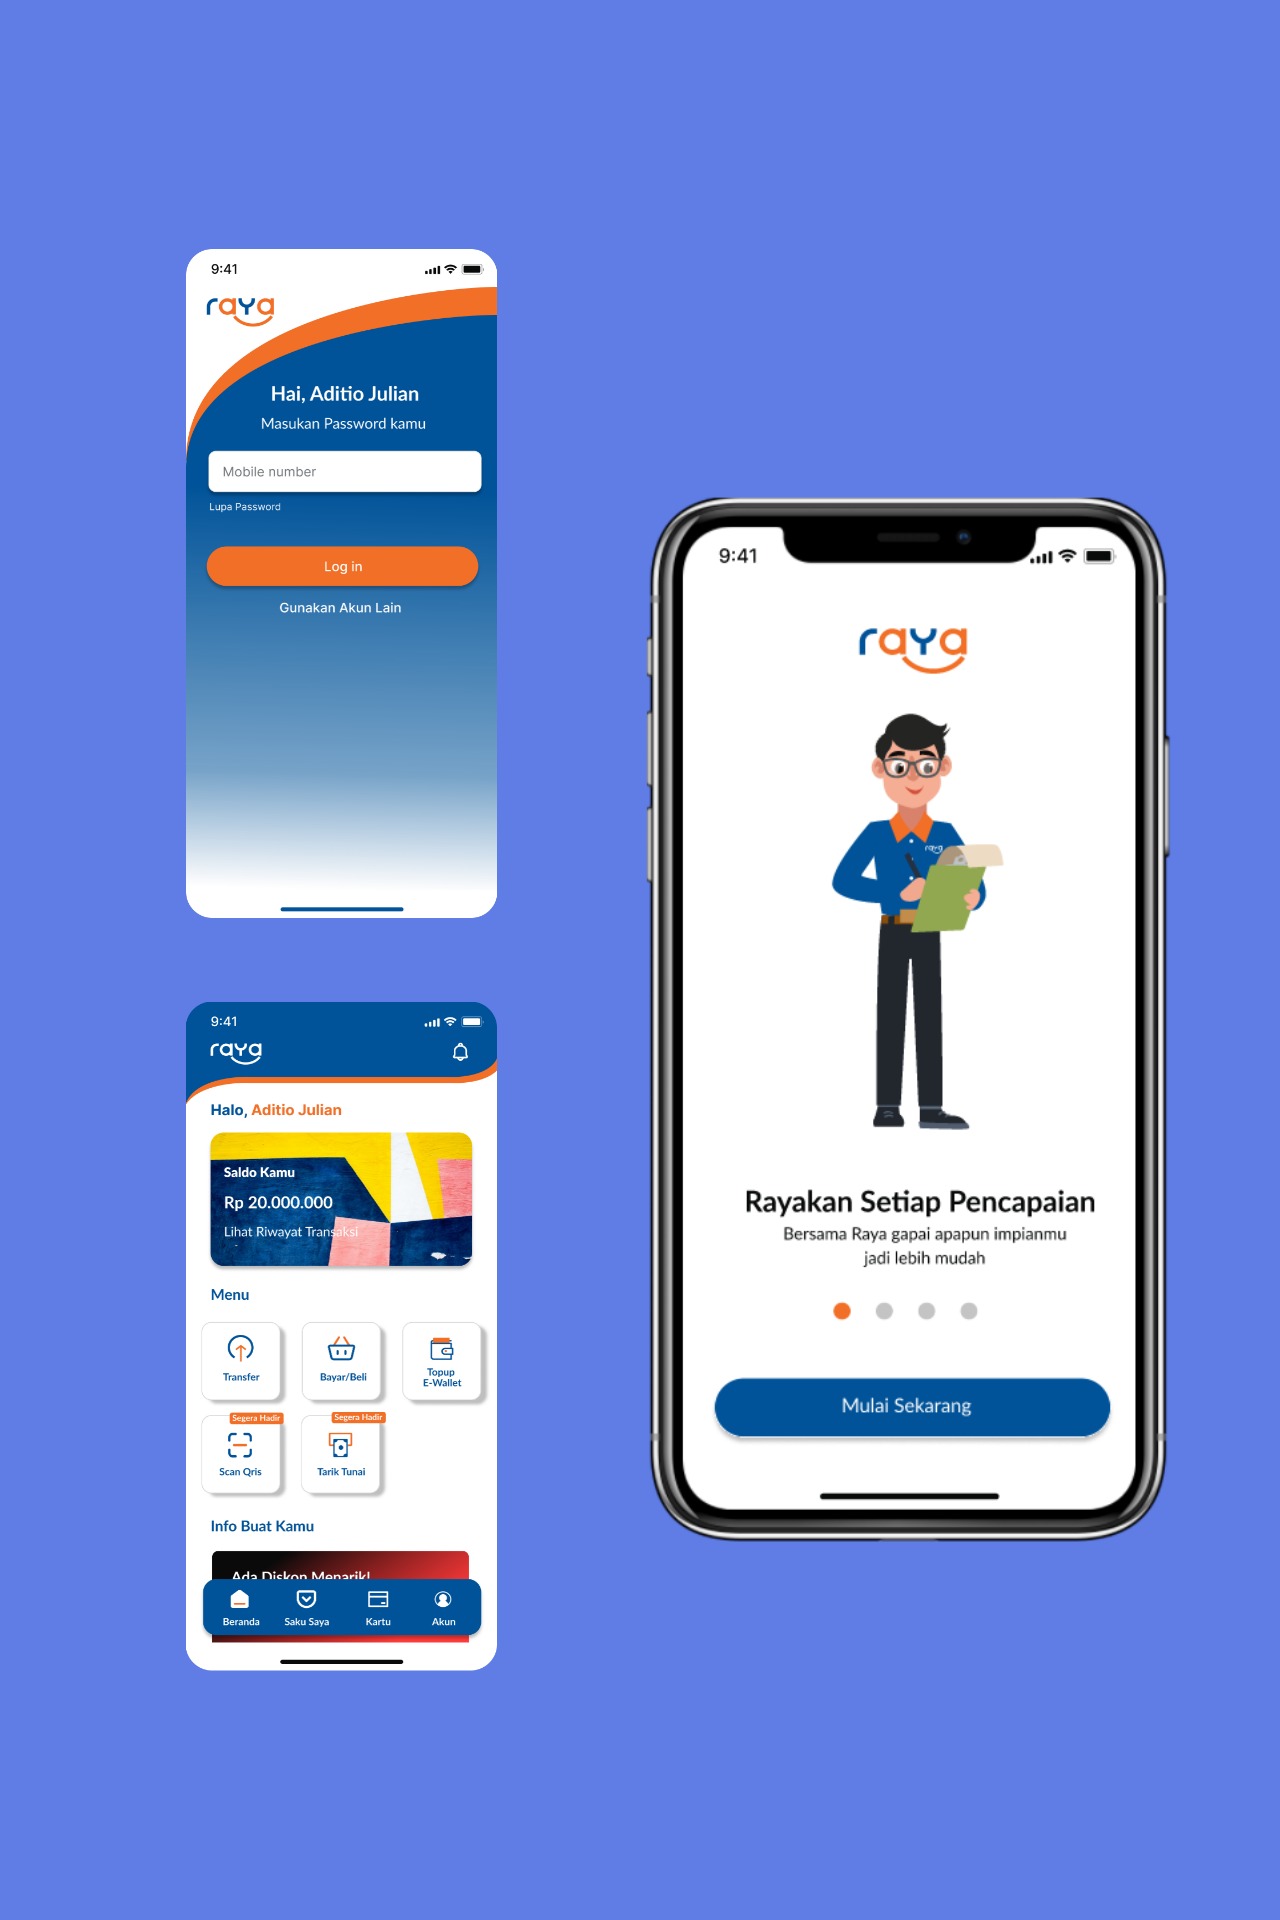 9:41
raya
Hai, Aditio Julian
Masukan Password kamu
Mobile number
Lupa Password
Log in
Gunakan Akun Lain
9:41
raya
Halo, Aditio Julian
Saldo Kamu
Rp 20.000.000
Lihat Riwayat Transaksi
Menu
Transfer
Bayar/Beli
Topup
E-Wallet
Segera Hadir
Segera Hadir
Scan Qris
Tarik Tunai
Info Buat Kamu
Ada Diskon Menarik!
Beranda
Saku Saya
Kartu
Akun
9:41
raya
raya
Rayakan Setiap Pencapaian
Bersama Raya gapai apapun impianmu
jadi lebih mudah
Mulai Sekarang